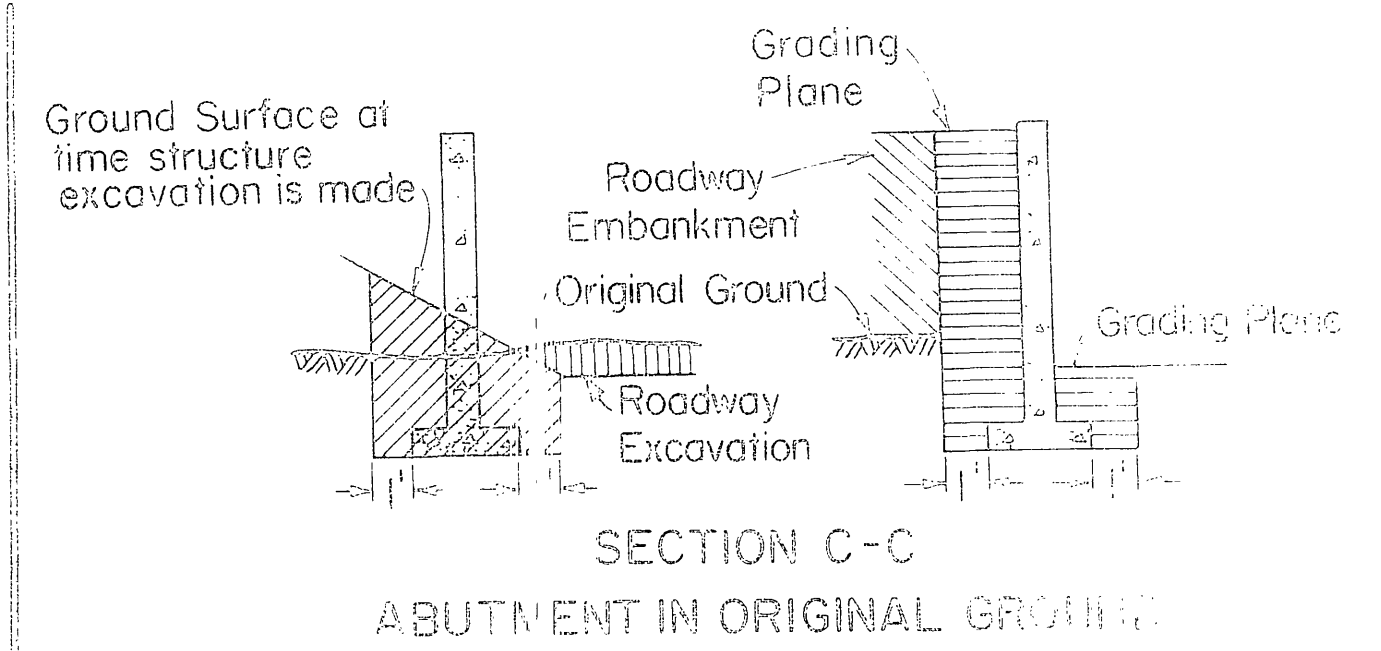 Grading
Plane
Ground Surface at
time structure
excavation is made
Roadway
Embankment
Original Ground
Grading Plane
Roadway
Excavation
1'
1'
1'
1'
SECTION C-C
ABUTMENT IN ORIGINAL GROUND